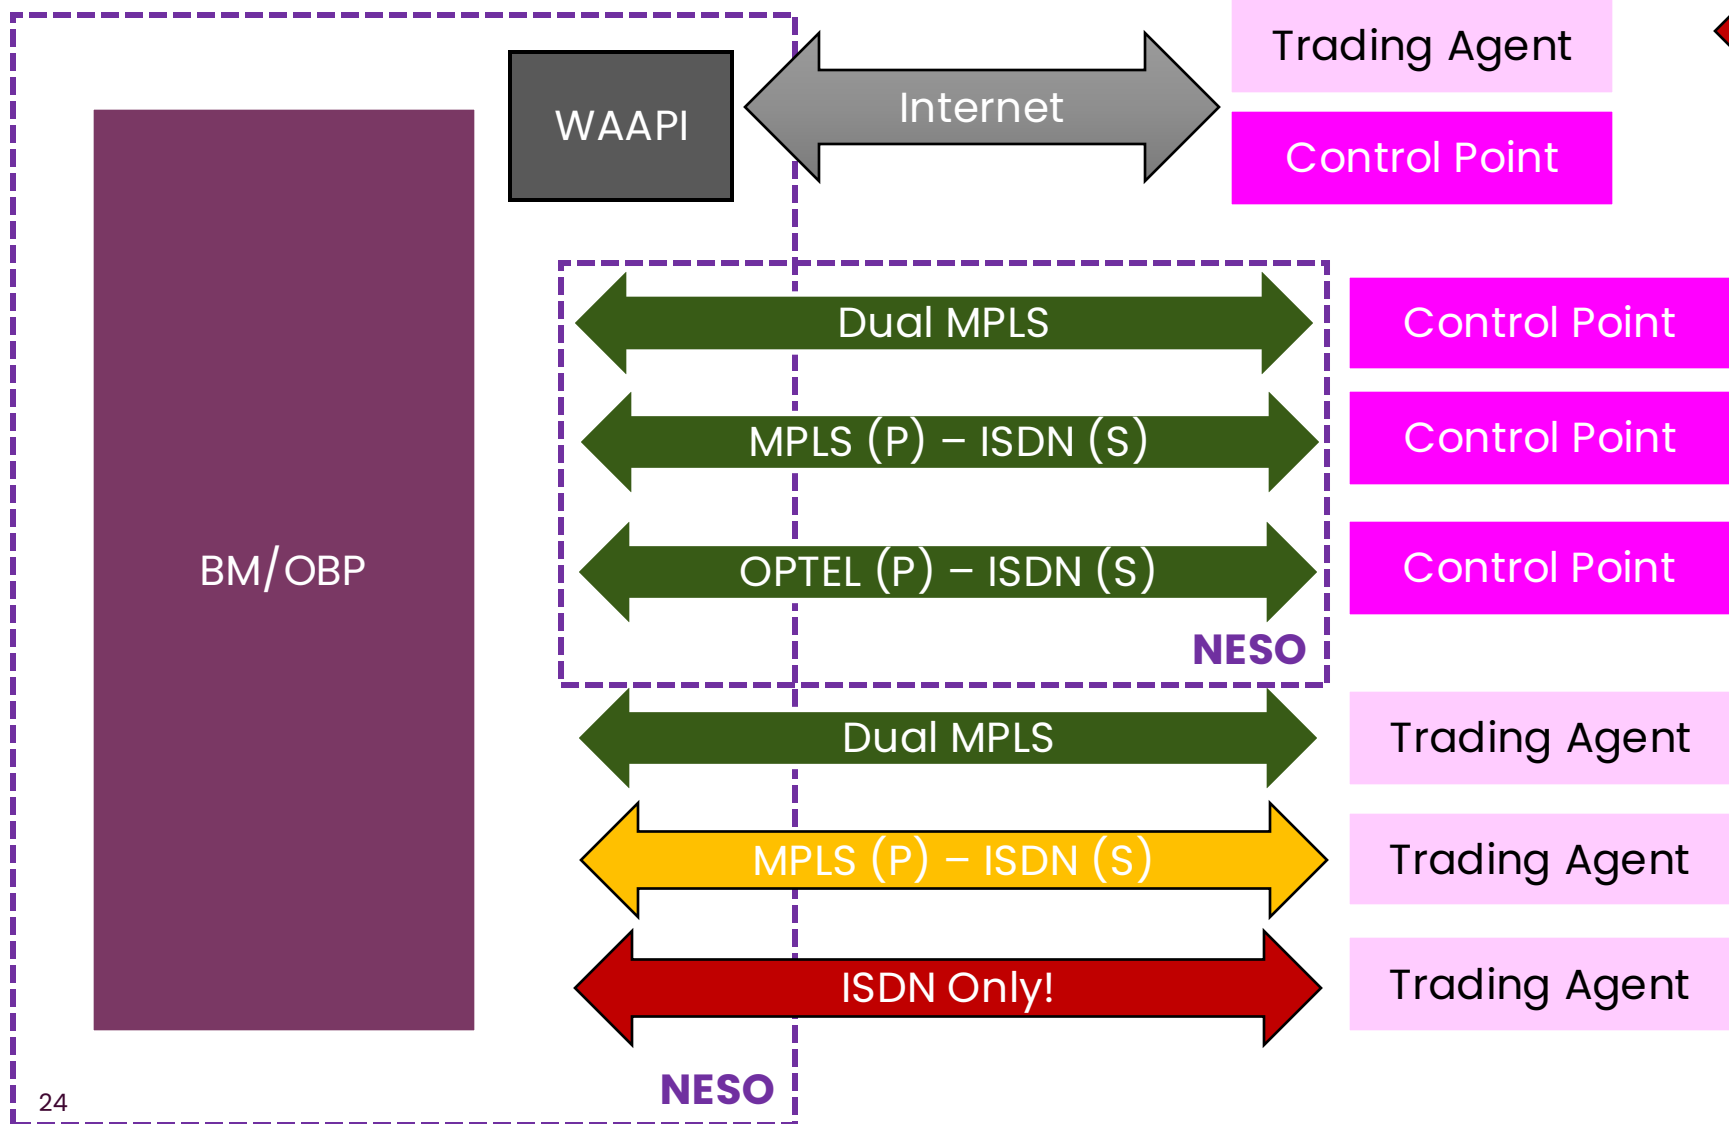 Trading Agent
WAAPI
Internet
Control Point
Dual MPLS
Control Point
MPLS (P) – ISDN (S)
Control Point
BM/OBP
OPTEL (P) – ISDN (S)
Control Point
NESO
Dual MPLS
Trading Agent
MPLS (P) – ISDN (S)
Trading Agent
ISDN Only!
Trading Agent
NESO
24